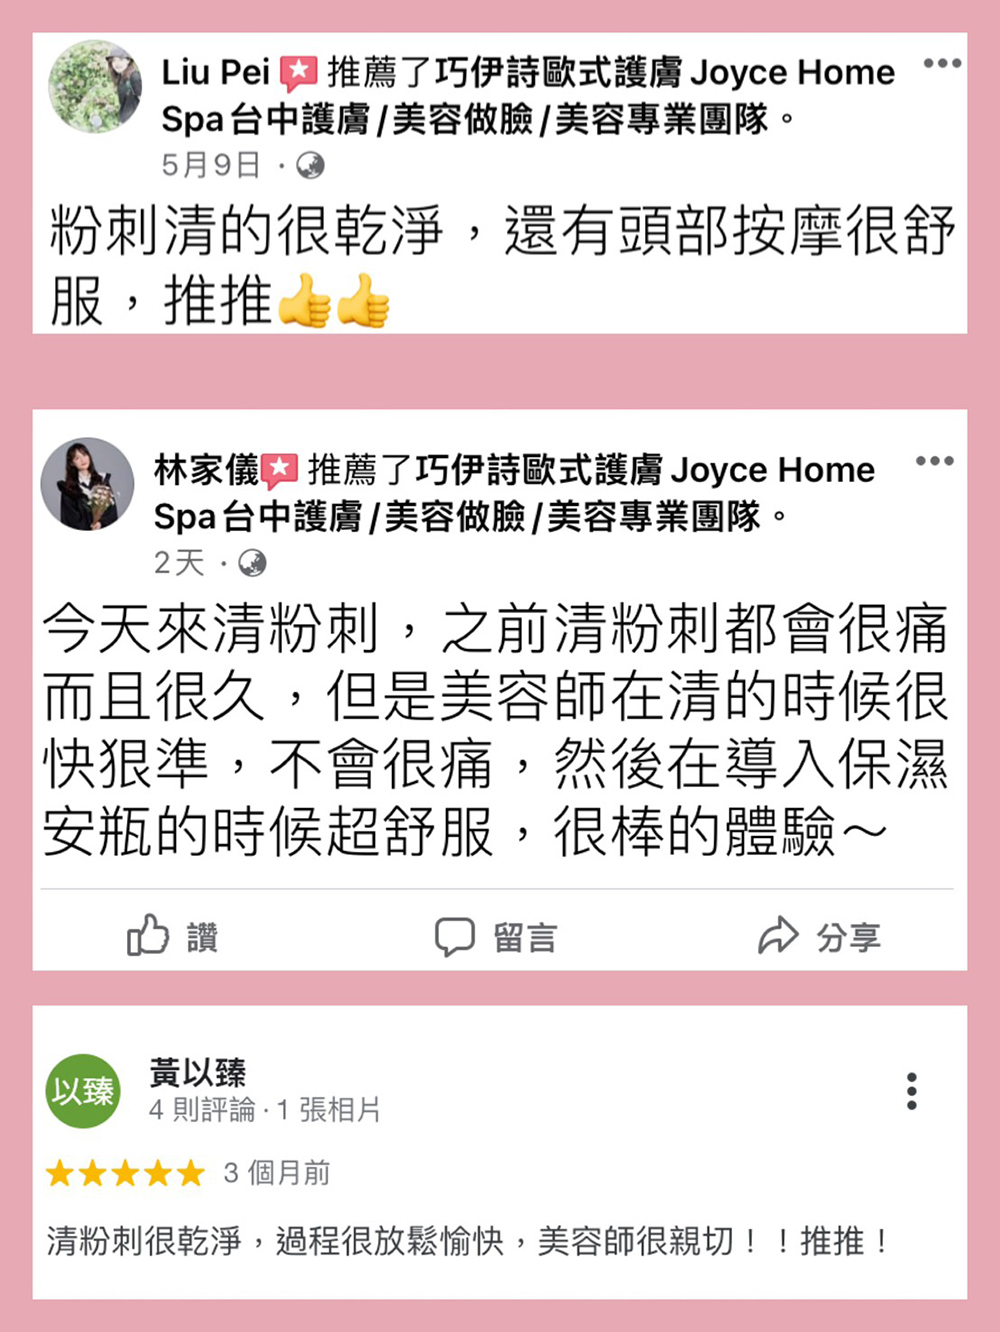 Liu Pei 推薦了巧伊詩歐式護膚 Joyce Home
Spa台中護膚/美容做臉/美容專業團隊。
5月9日 ·
粉刺清的很乾淨，還有頭部按摩很舒
服，推推👍👍
林家儀 推薦了巧伊詩歐式護膚 Joyce Home
Spa台中護膚/美容做臉/美容專業團隊。
2天 ·
今天來清粉刺，之前清粉刺都會很痛
而且很久，但是美容師在清的時候很
快狠準，不會很痛，然後在導入保濕
安瓶的時候超舒服，很棒的體驗～
讚 留言 分享
以臻
黃以臻
4 則評論 · 1 張相片
★★★★★ 3 個月前
清粉刺很乾淨，過程很放鬆愉快，美容師很親切！！推推！